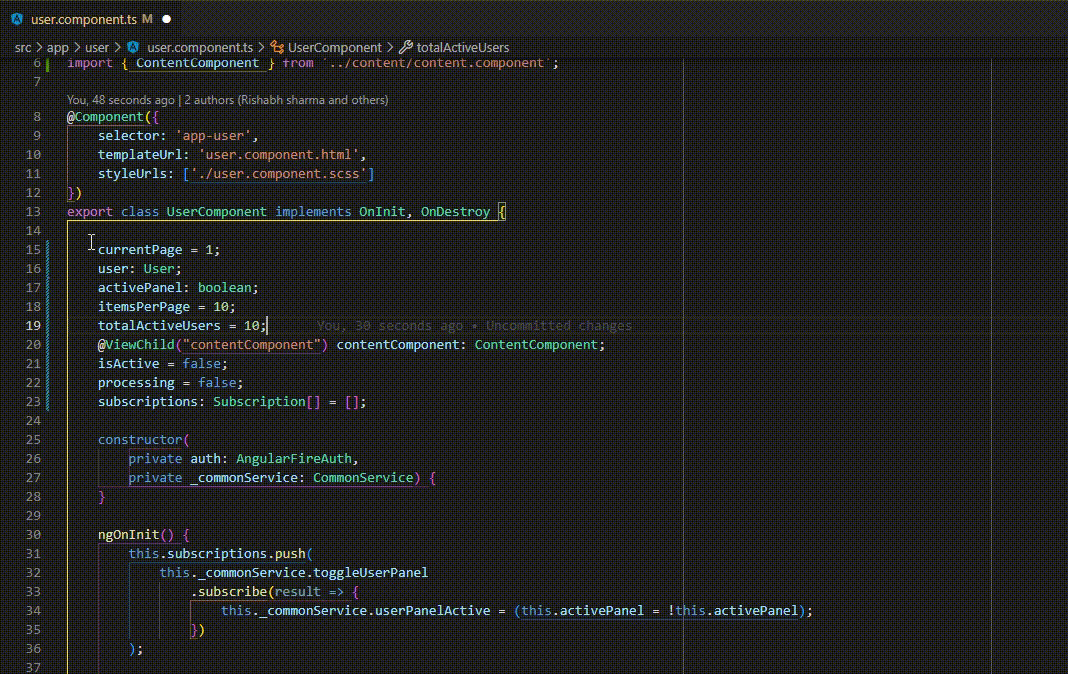 user.component.ts M
src > app > user > user.component.ts > UserComponent > totalActiveUsers
6 import { ContentComponent } from '../content/content.component';
7
You, 48 seconds ago | 2 authors (Rishabh sharma and others)
8 @Component({
9 selector: 'app-user',
10 templateUrl: 'user.component.html',
11 styleUrls: ['./user.component.scss']
12 })
13 export class UserComponent implements OnInit, OnDestroy {
14
15 currentPage = 1;
16 user: User;
17 activePanel: boolean;
18 itemsPerPage = 10;
19 totalActiveUsers = 10; You, 30 seconds ago • Uncommitted changes
20 @ViewChild("contentComponent") contentComponent: ContentComponent;
21 isActive = false;
22 processing = false;
23 subscriptions: Subscription[] = [];
24
25 constructor(
26 private auth: AngularFireAuth,
27 private _commonService: CommonService) {
28 }
29
30 ngOnInit() {
31 this.subscriptions.push(
32 this._commonService.toggleUserPanel
33 .subscribe(result => {
34 this._commonService.userPanelActive = (this.activePanel = !this.activePanel);
35 })
36 );
37